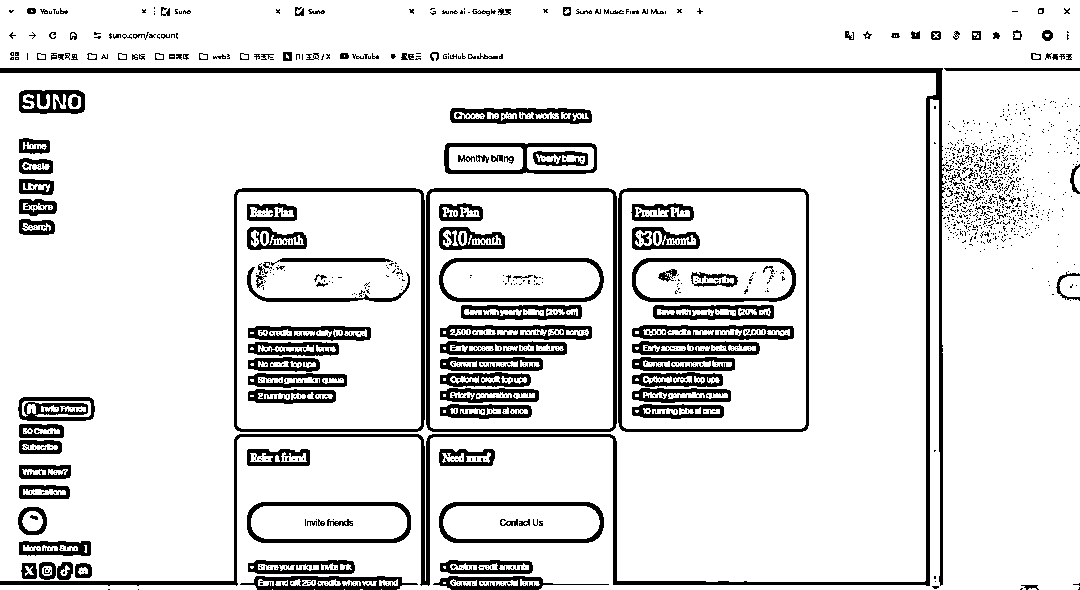 YouTube
Suno
Suno
suno ai - Google 搜索
Suno AI Music: Free AI Musi
suno.com/account
百度网盘
AI
论坛
自媒体
web3
书签栏
(1) 主页 / X
YouTube
GitHub Dashboard
所有书签
SUNO
Home
Create
Library
Explore
Search
Invite Friends
50 Credits
Subscribe
What's New?
Notifications
More from Suno
Choose the plan that works for you.
Monthly billing
Yearly billing
Basic Plan
$0/month
50 credits renew daily (10 songs)
Non-commercial terms
No credit top ups
Shared generation queue
2 running jobs at once
Pro Plan
$10/month
Subscribe
Save with yearly billing (20% off)
2,500 credits renew monthly (500 songs)
Early access to new beta features
General commercial terms
Optional credit top ups
Priority generation queue
10 running jobs at once
Premier Plan
$30/month
Subscribe
Save with yearly billing (20% off)
10,000 credits renew monthly (2,000 songs)
Early access to new beta features
General commercial terms
Optional credit top ups
Priority generation queue
10 running jobs at once
Refer a friend
Invite friends
Share your unique invite link
Earn and gift 250 credits when your friend
Need more?
Contact Us
Custom credit amounts
General commercial terms